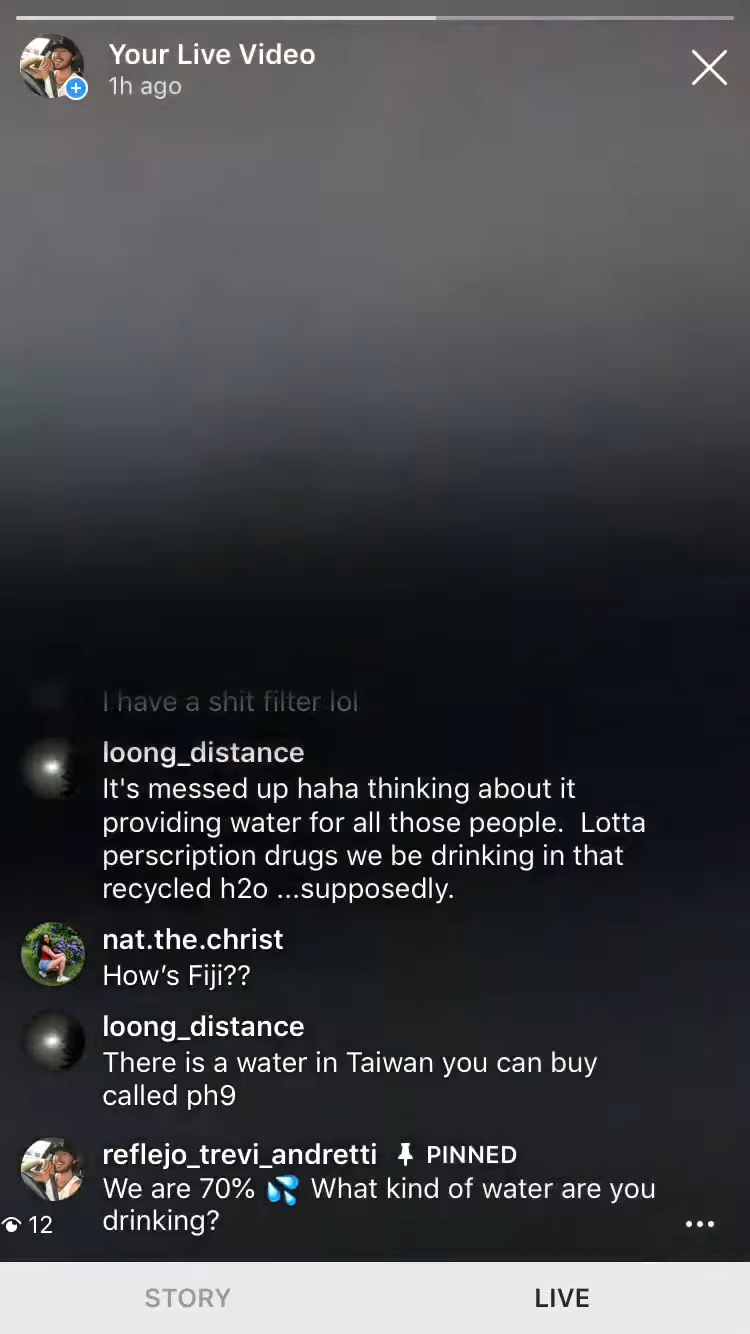 Your Live Video
1h ago
I have a shit filter lol
loong_distance
It's messed up haha thinking about it
providing water for all those people.  Lotta
perscription drugs we be drinking in that
recycled h2o ...supposedly.
nat.the.christ
How’s Fiji??
loong_distance
There is a water in Taiwan you can buy
called ph9
reflejo_trevi_andretti PINNED
We are 70% 💦 What kind of water are you
drinking?
12
STORY
LIVE